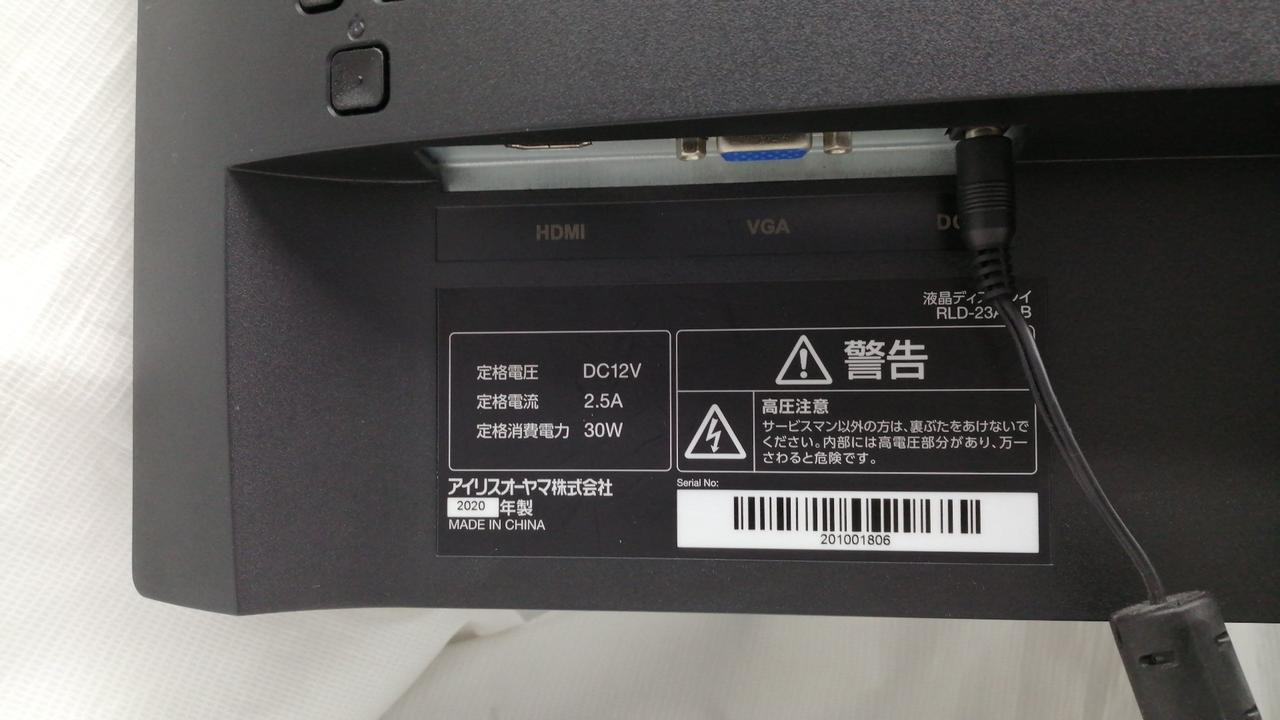 HDMI
VGA
液晶ディスプレイ
定格電圧 DC12V
定格電流 2.5A
定格消費電力 30W
警告
高圧注意
サービスマン以外の方は、裏ぶたをあけないで
ください。内部には高電圧部分があり、万一
さわると危険です。
アイリスオーヤマ株式会社
2020 年製
MADE IN CHINA
Serial No:
201001806